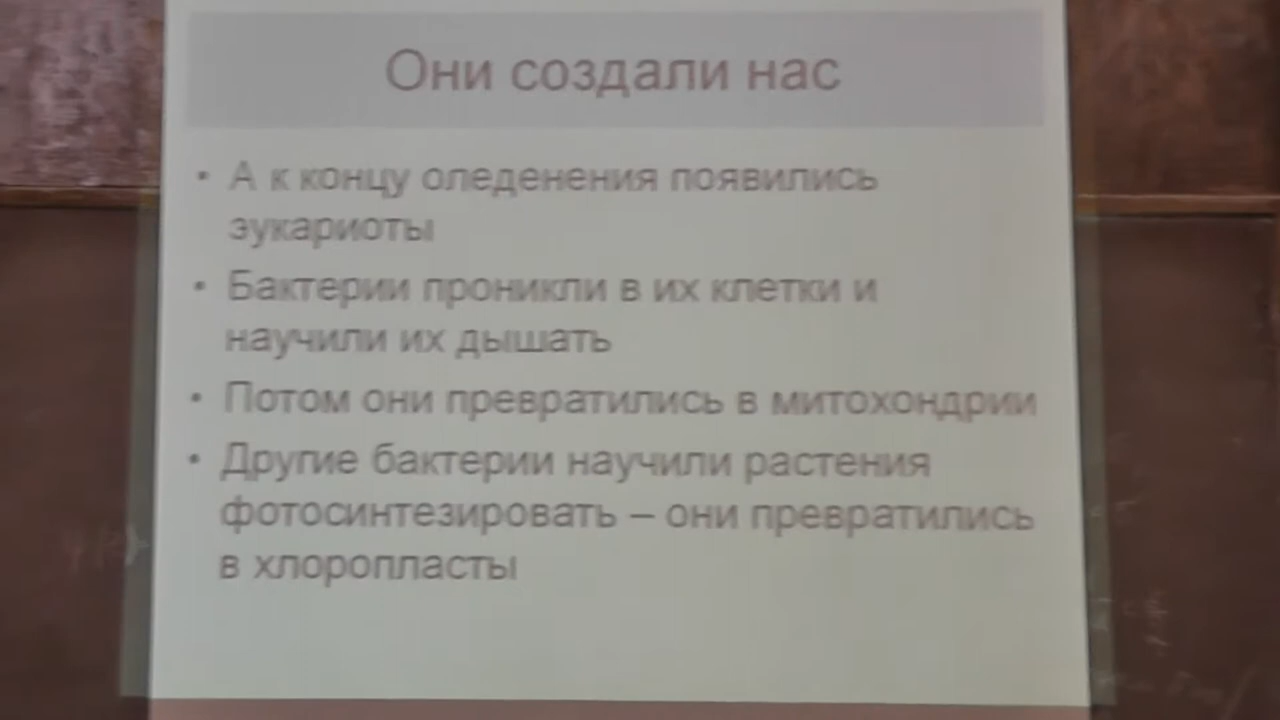 Они создали нас
• А к концу оледенения появились
эукариоты
• Бактерии проникли в их клетки и
научили их дышать
• Потом они превратились в митохондрии
• Другие бактерии научили растения
фотосинтезировать – они превратились
в хлоропласты